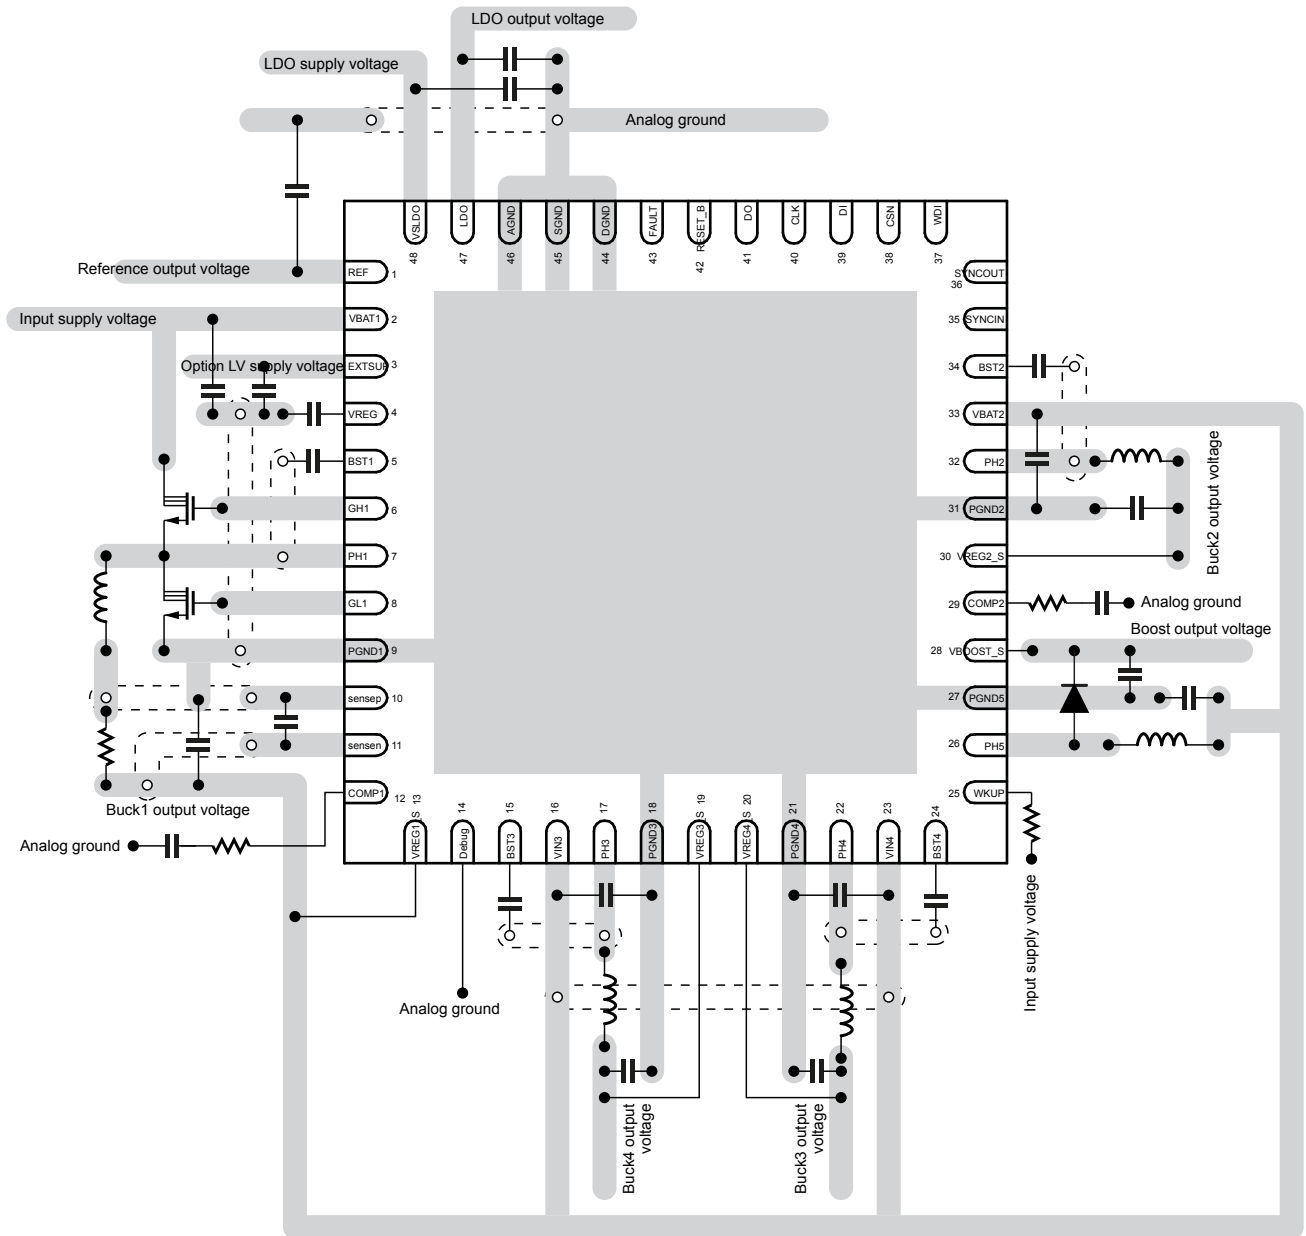 LDO output voltage
LDO supply voltage
Analog ground
VSLDO
LDO
AGND
SGND
DGND
FAULT
RESET_B
DO
CLK
DI
CSN
WDI
48
47
46
45
44
43
42
41
40
39
38
37
Reference output voltage
REF 1
Input supply voltage
VBAT1 2
Option LV supply voltage
EXTSUP 3
VREG 4
BST1 5
GH1 6
PH1 7
GL1 8
PGND1 9
sensep 10
sensen 11
Buck1 output voltage
COMP1 12
Analog ground
SYNCOUT
36
35 SYNCIN
34 BST2
33 VBAT2
32 PH2
31 PGND2
30 VREG2_S
Buck2 output voltage
29 COMP2
Analog ground
Boost output voltage
28 VBOOST_S
27 PGND5
26 PH5
25 WKUP
Input supply voltage
13
14
15
16
17
18
19
20
21
22
23
24
VREG1_S
Debug
BST3
VIN3
PH3
PGND3
VREG3_S
VREG4_S
PGND4
PH4
VIN4
BST4
Analog ground
Buck4 output
voltage
Buck3 output
voltage